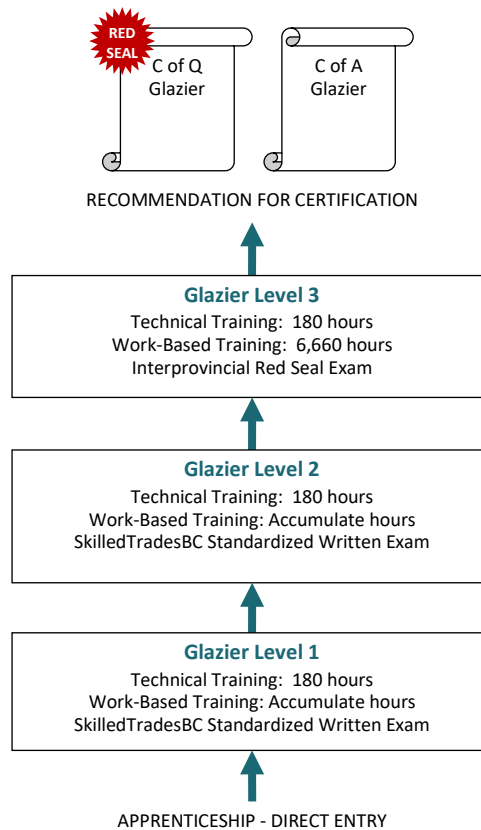 RED
SEAL
C of Q
Glazier
C of A
Glazier
RECOMMENDATION FOR CERTIFICATION
Glazier Level 3
Technical Training: 180 hours
Work-Based Training: 6,660 hours
Interprovincial Red Seal Exam
Glazier Level 2
Technical Training: 180 hours
Work-Based Training: Accumulate hours
SkilledTradesBC Standardized Written Exam
Glazier Level 1
Technical Training: 180 hours
Work-Based Training: Accumulate hours
SkilledTradesBC Standardized Written Exam
APPRENTICESHIP - DIRECT ENTRY